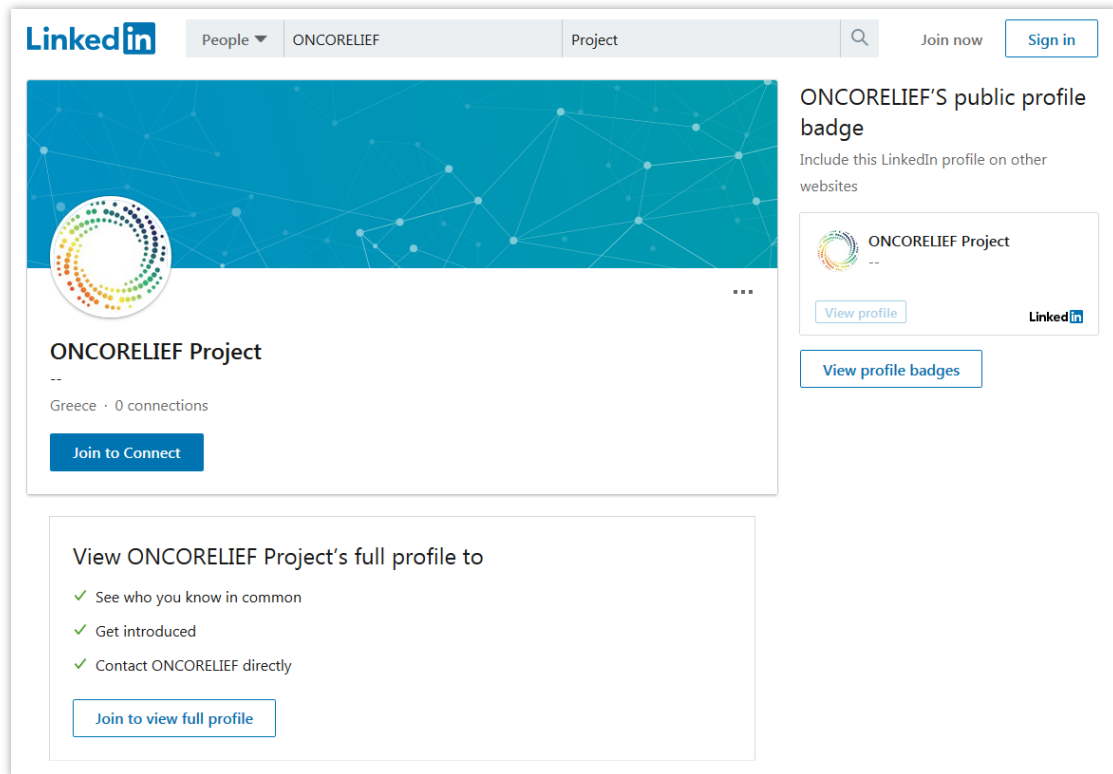 LinkedIn People ONCORELIEF Project Join now Sign in
ONCORELIEF Project
--
Greece · 0 connections
Join to Connect
View ONCORELIEF Project’s full profile to
See who you know in common
Get introduced
Contact ONCORELIEF directly
Join to view full profile
ONCORELIEF’S public profile
badge
Include this LinkedIn profile on other
websites
ONCORELIEF Project
--
View profile
LinkedIn
View profile badges